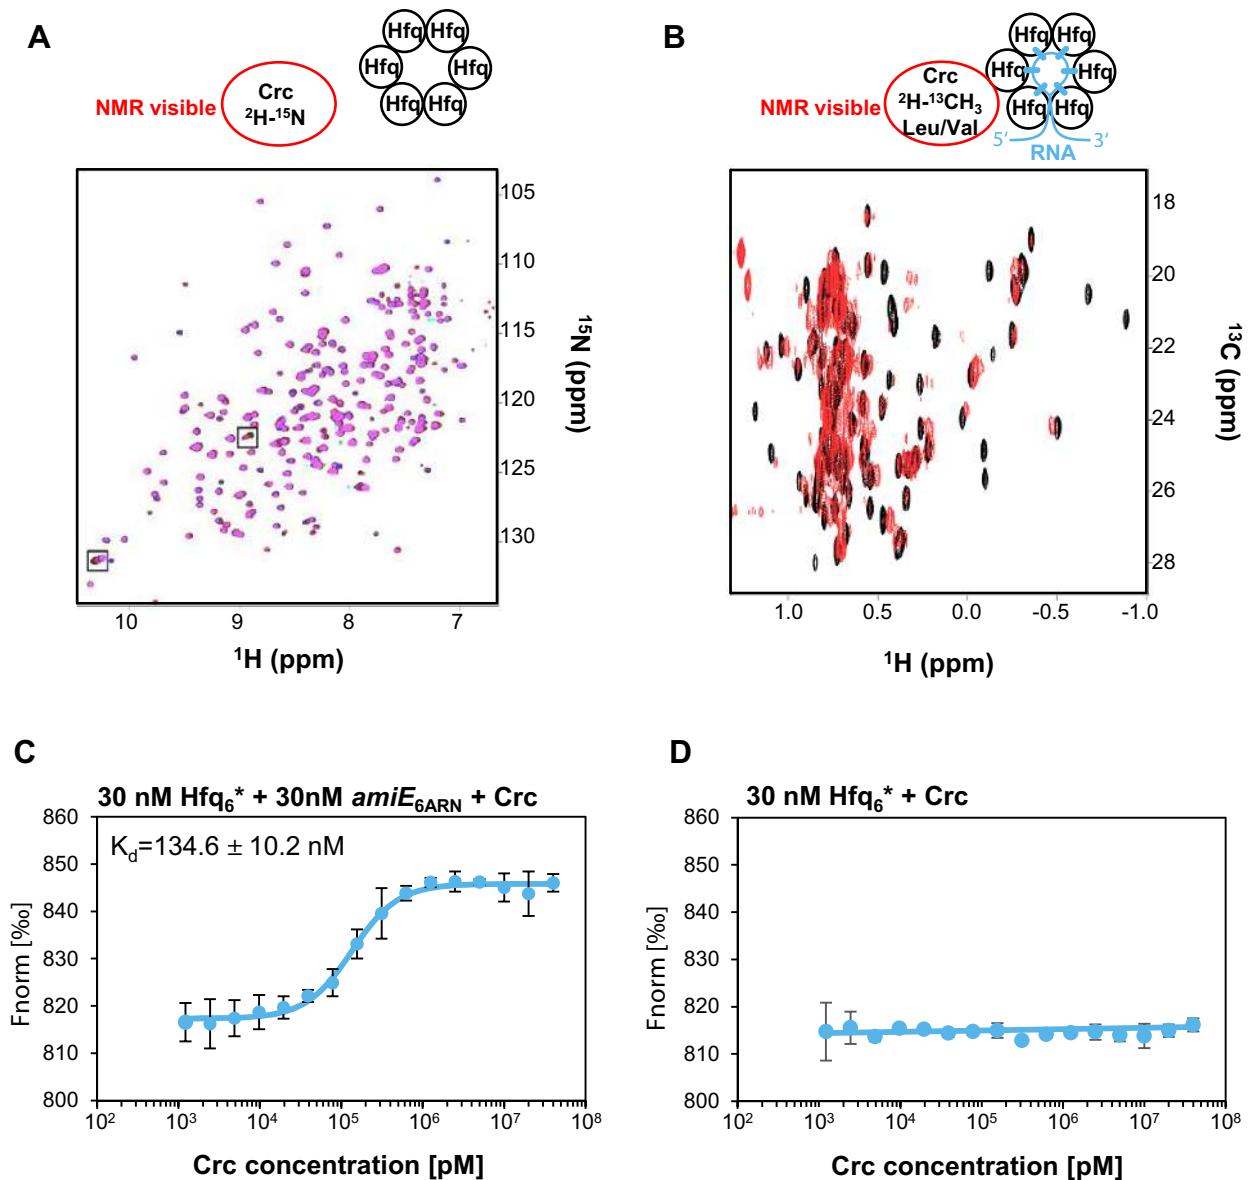 A
Hfq Hfq
Hfq Hfq
Hfq Hfq
NMR visible
Crc
²H-¹⁵N
105
110
115
120
125
130
¹⁵N (ppm)
10 9 8 7
¹H (ppm)
B
Hfq Hfq
Hfq Hfq
Hfq Hfq
NMR visible
Crc
²H-¹³CH₃
Leu/Val
5' 3'
RNA
18
20
22
24
26
28
¹³C (ppm)
1.0 0.5 0.0 -0.5 -1.0
¹H (ppm)
C
30 nM Hfq₆* + 30nM amiE₆ARN + Crc
K_d=134.6 ± 10.2 nM
860
850
840
830
820
810
800
Fnorm [‰]
10² 10³ 10⁴ 10⁵ 10⁶ 10⁷ 10⁸
Crc concentration [pM]
D
30 nM Hfq₆* + Crc
860
850
840
830
820
810
800
Fnorm [‰]
10² 10³ 10⁴ 10⁵ 10⁶ 10⁷ 10⁸
Crc concentration [pM]